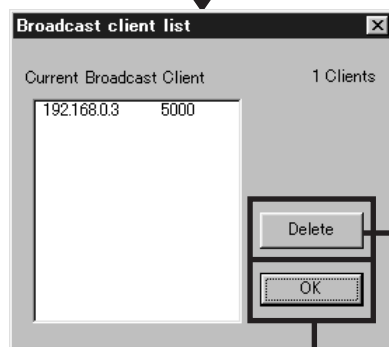 Broadcast client list
Current Broadcast Client 1 Clients
192.168.0.3 5000
Delete
OK